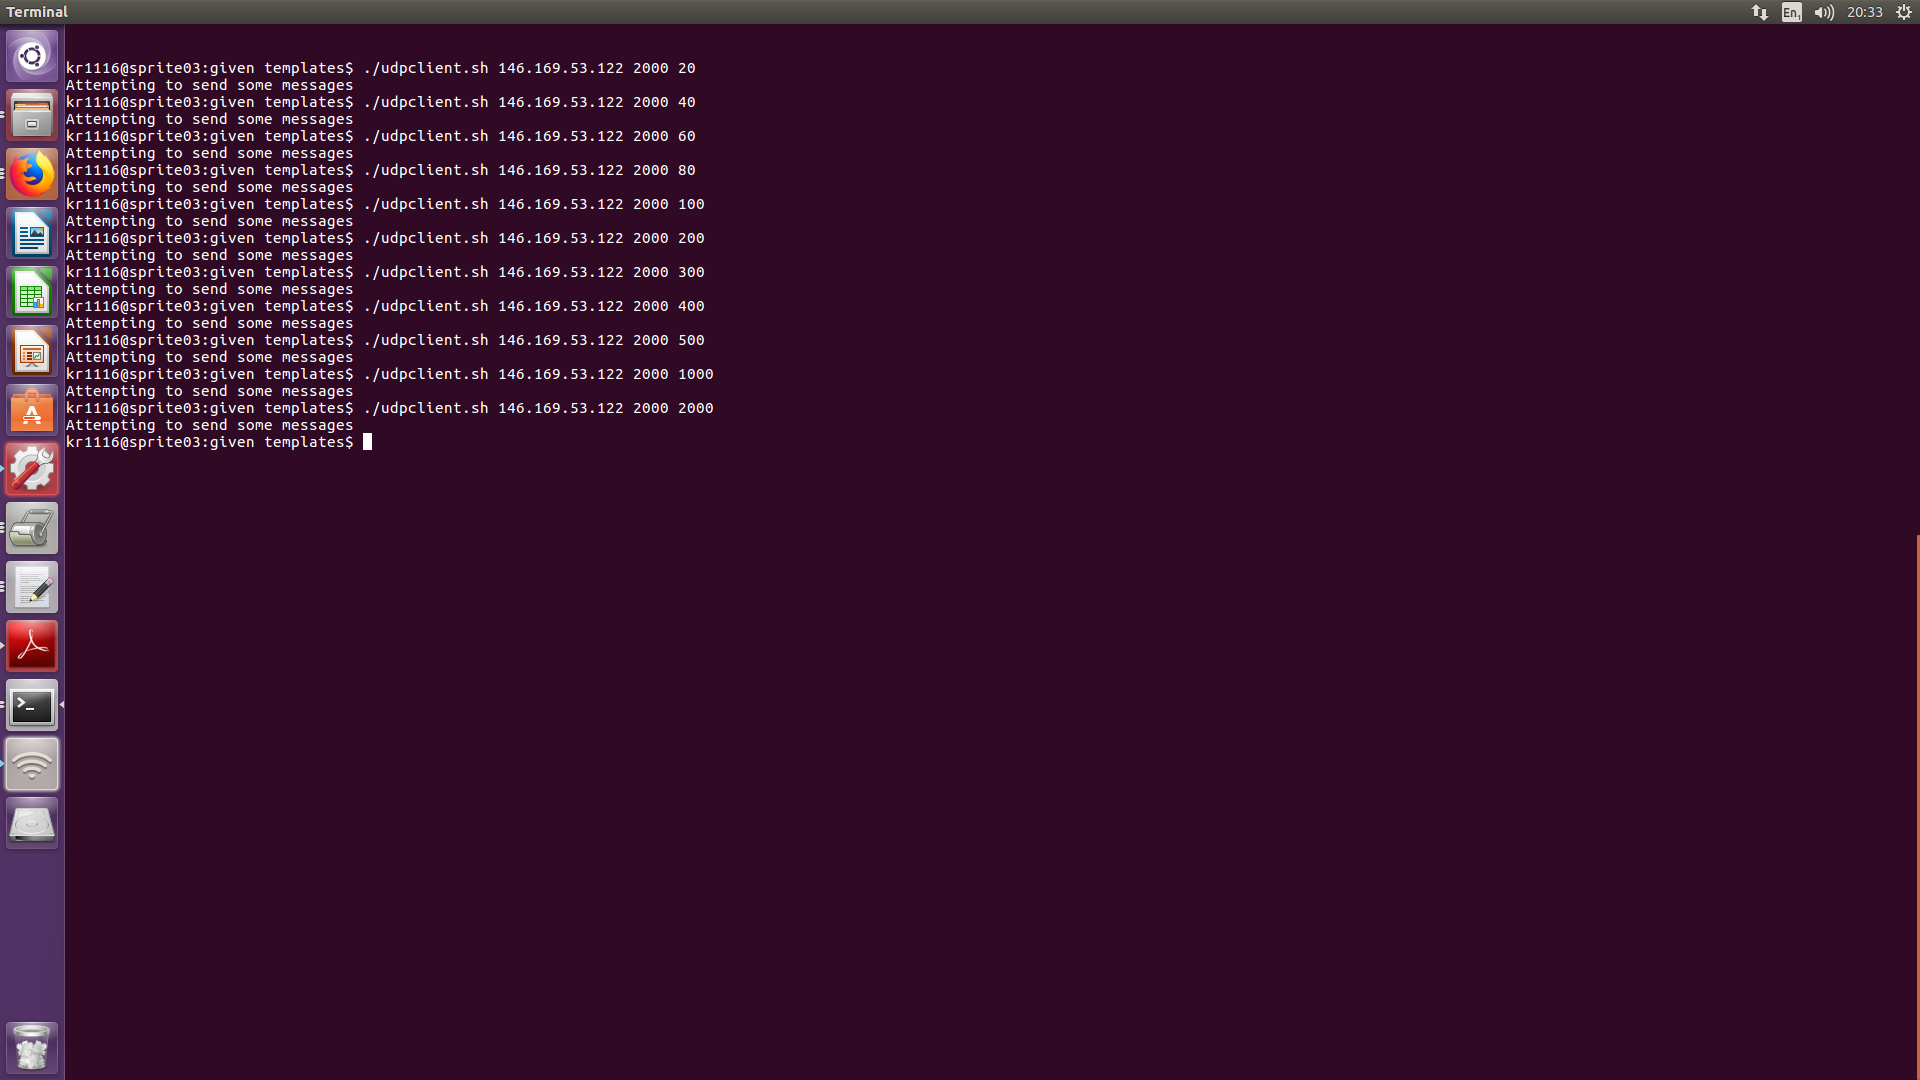 Terminal
En1 20:33
kr1116@sprite03:given templates$ ./udpclient.sh 146.169.53.122 2000 20
Attempting to send some messages
kr1116@sprite03:given templates$ ./udpclient.sh 146.169.53.122 2000 40
Attempting to send some messages
kr1116@sprite03:given templates$ ./udpclient.sh 146.169.53.122 2000 60
Attempting to send some messages
kr1116@sprite03:given templates$ ./udpclient.sh 146.169.53.122 2000 80
Attempting to send some messages
kr1116@sprite03:given templates$ ./udpclient.sh 146.169.53.122 2000 100
Attempting to send some messages
kr1116@sprite03:given templates$ ./udpclient.sh 146.169.53.122 2000 200
Attempting to send some messages
kr1116@sprite03:given templates$ ./udpclient.sh 146.169.53.122 2000 300
Attempting to send some messages
kr1116@sprite03:given templates$ ./udpclient.sh 146.169.53.122 2000 400
Attempting to send some messages
kr1116@sprite03:given templates$ ./udpclient.sh 146.169.53.122 2000 500
Attempting to send some messages
kr1116@sprite03:given templates$ ./udpclient.sh 146.169.53.122 2000 1000
Attempting to send some messages
kr1116@sprite03:given templates$ ./udpclient.sh 146.169.53.122 2000 2000
Attempting to send some messages
kr1116@sprite03:given templates$